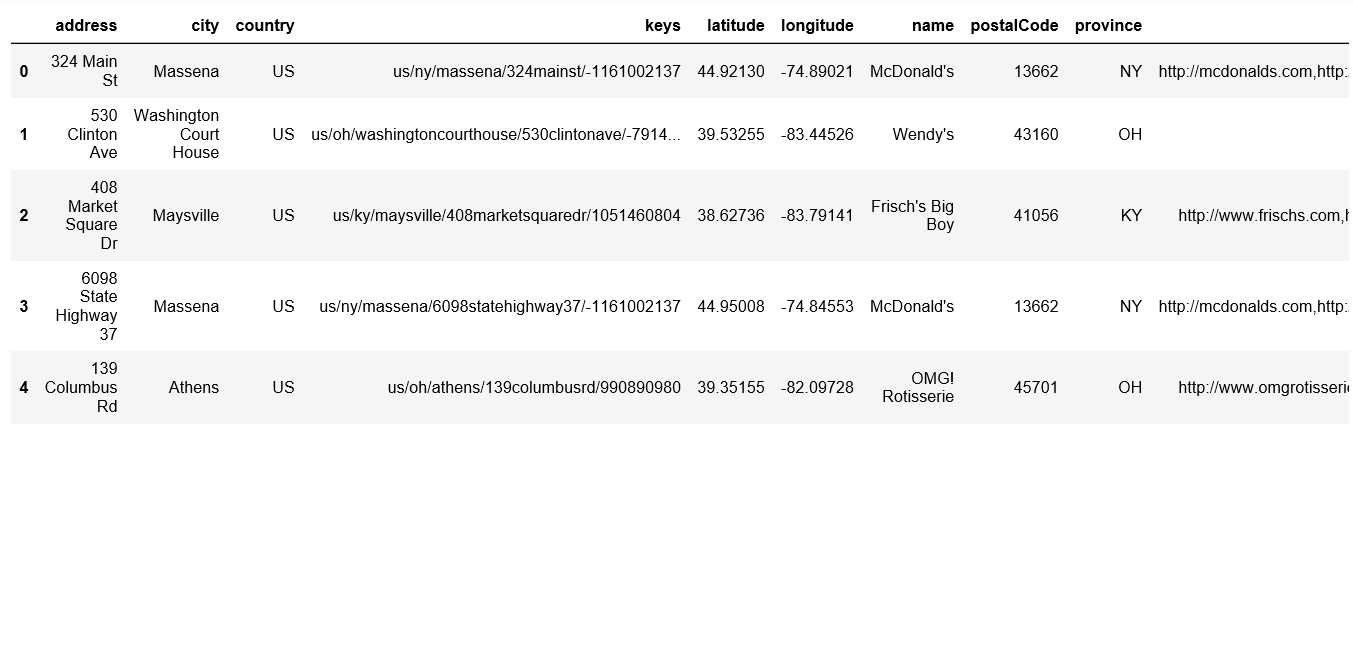 address city country keys latitude longitude name postalCode province
0 324 Main St Massena US us/ny/massena/324mainst/-1161002137 44.92130 -74.89021 McDonald's 13662 NY http://mcdonalds.com,http:
1 530 Clinton Ave Washington Court House US us/oh/washingtoncourthouse/530clintonave/-7914... 39.53255 -83.44526 Wendy's 43160 OH
2 408 Market Square Dr Maysville US us/ky/maysville/408marketsquaredr/1051460804 38.62736 -83.79141 Frisch's Big Boy 41056 KY http://www.frischs.com,h
3 6098 State Highway 37 Massena US us/ny/massena/6098statehighway37/-1161002137 44.95008 -74.84553 McDonald's 13662 NY http://mcdonalds.com,http:
4 139 Columbus Rd Athens US us/oh/athens/139columbusrd/990890980 39.35155 -82.09728 OMG! Rotisserie 45701 OH http://www.omgrotisserie